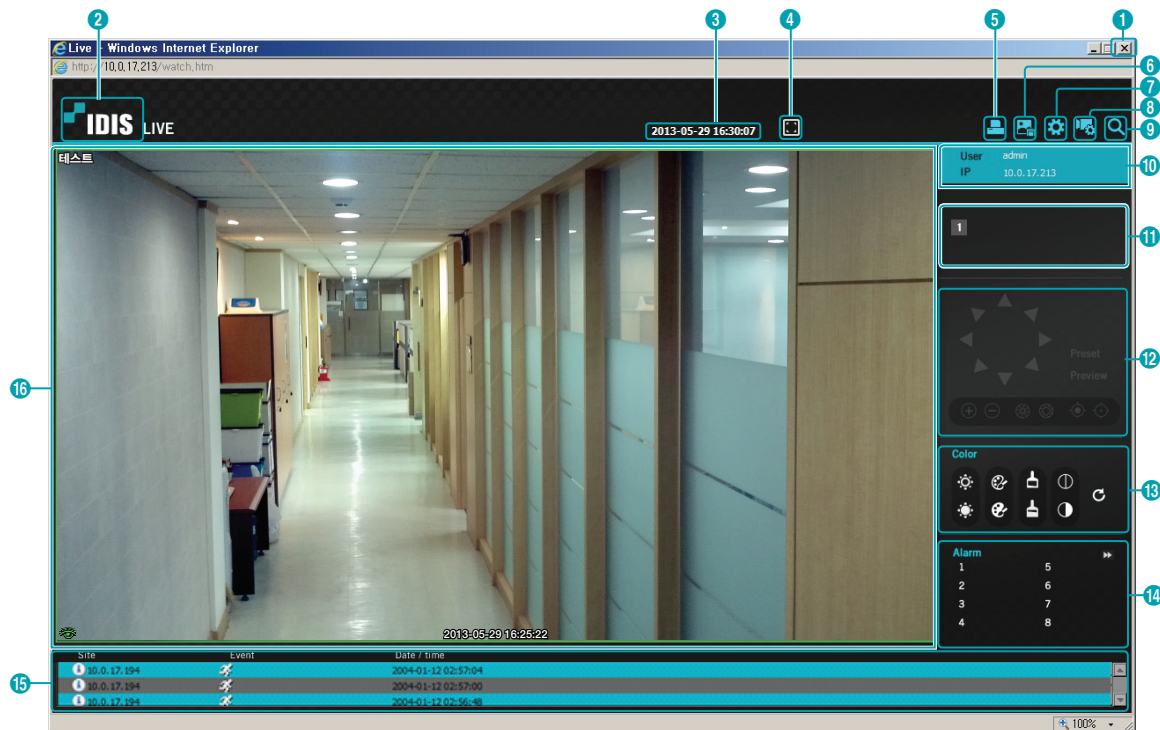 2
3
4
5
1
Live - Windows Internet Explorer
http://10.0.17.213/watch.htm
6
7
8
9
IDIS LIVE
2013-05-29 16:30:07
테스트
User admin
IP 10.0.17.213
10
1
11
Preset
Preview
12
16
Color
13
Alarm
1 5
2 6
3 7
4 8
14
2013-05-29 16:25:22
Site Event Date / time
10.0.17.194 2004-01-12 02:57:04
10.0.17.194 2004-01-12 02:57:00
10.0.17.194 2004-01-12 02:56:48
15
100%